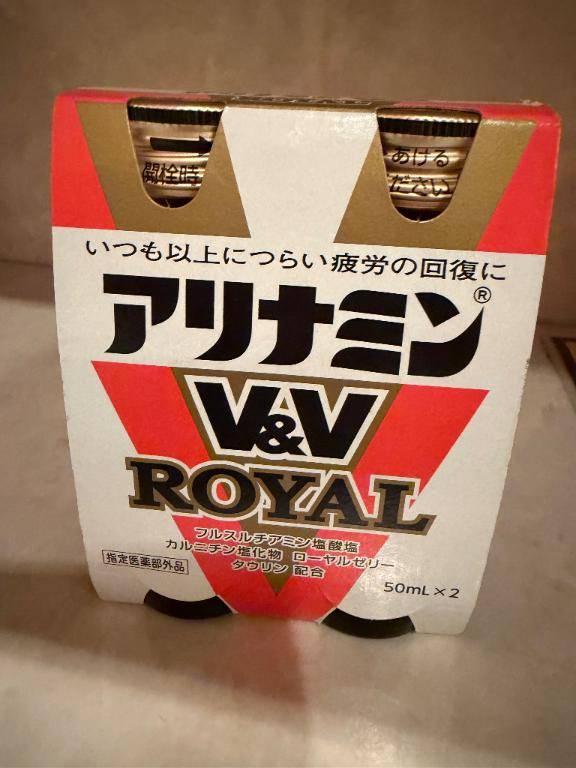 開栓時
あける
ださい
いつも以上につらい疲労の回復に
アリナミン®
V&V
ROYAL
フルスルチアミン塩酸塩
カルニチン塩化物 ローヤルゼリー
タウリン 配合
指定医薬部外品
50mL×2